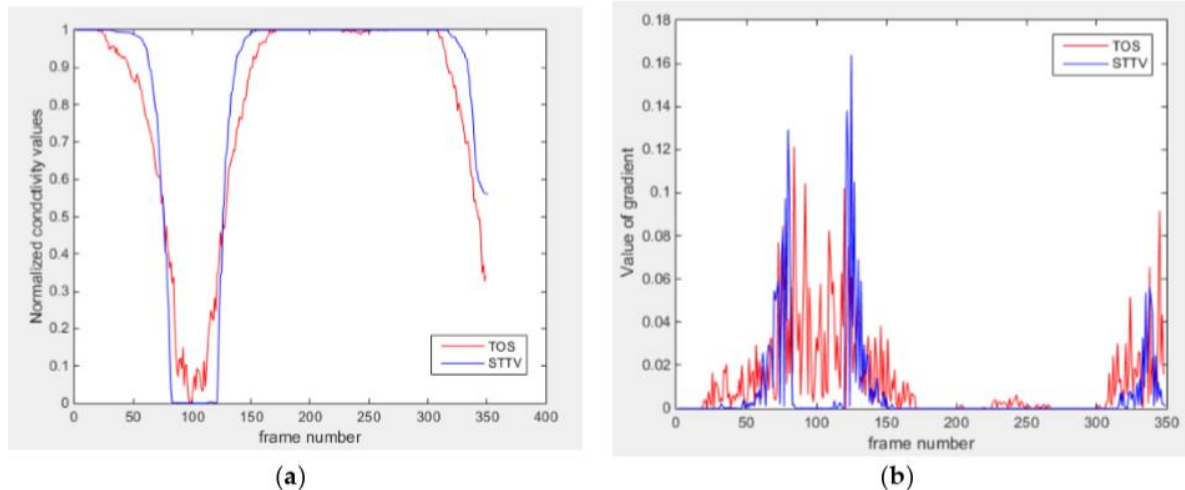 1
0.9
0.8
0.7
0.6
0.5
0.4
0.3
0.2
0.1
0
Normalized condctivity values
TOS
STTV
0 50 100 150 200 250 300 350 400
frame number
(a)
0.18
0.16
0.14
0.12
0.1
0.08
0.06
0.04
0.02
0
Value of gradient
TOS
STTV
0 50 100 150 200 250 300 350
frame number
(b)